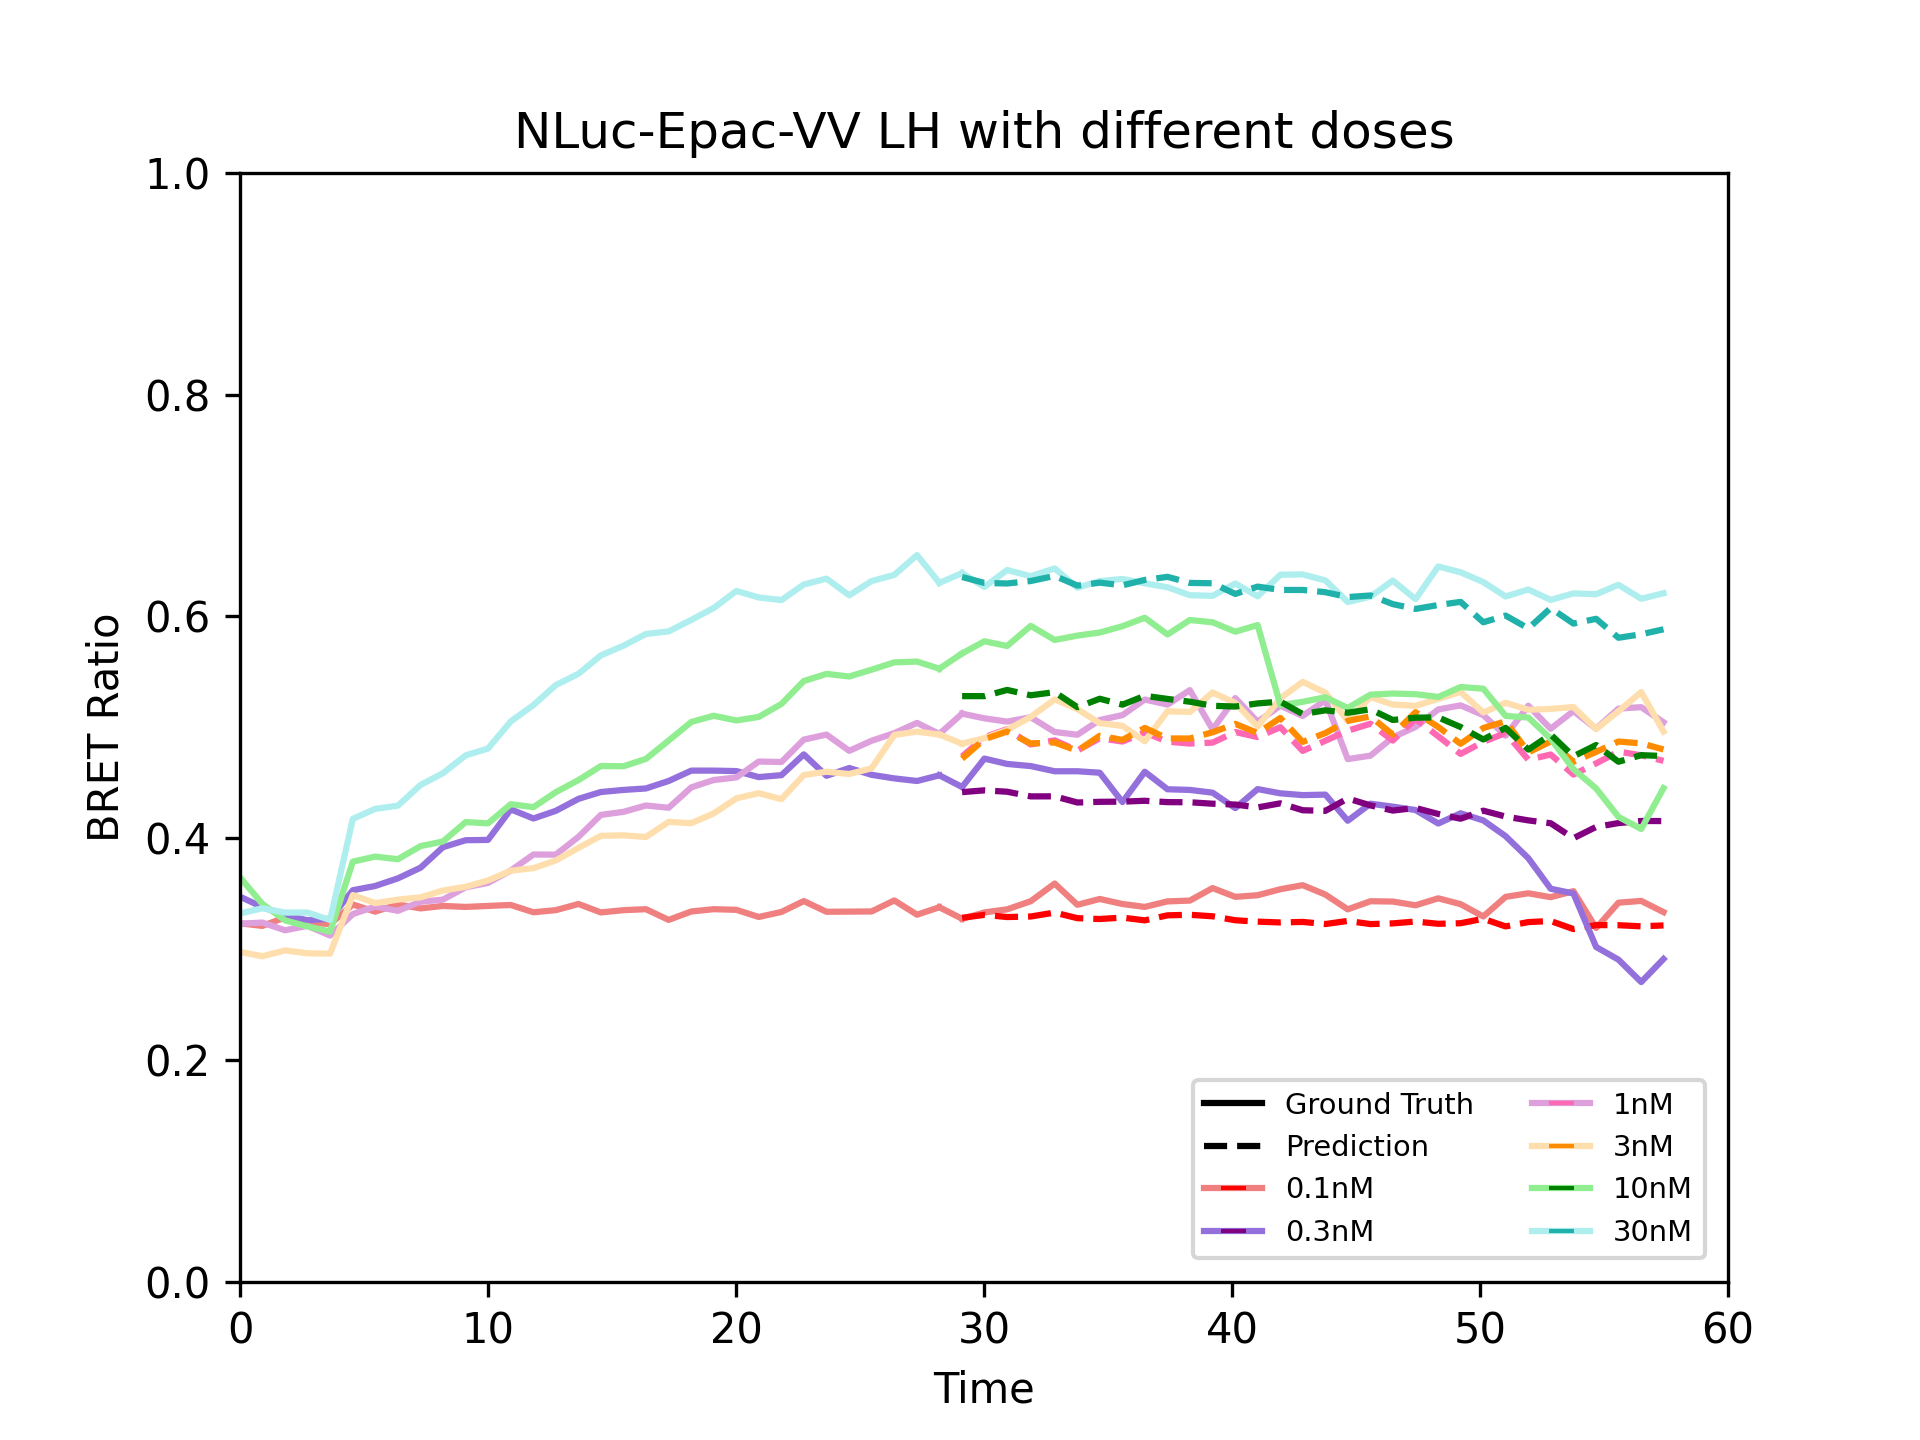 NLuc-Epac-VV LH with different doses
BRET Ratio
1.0
0.8
0.6
0.4
0.2
0.0
0 10 20 30 40 50 60
Time
Ground Truth
Prediction
0.1nM
0.3nM
1nM
3nM
10nM
30nM